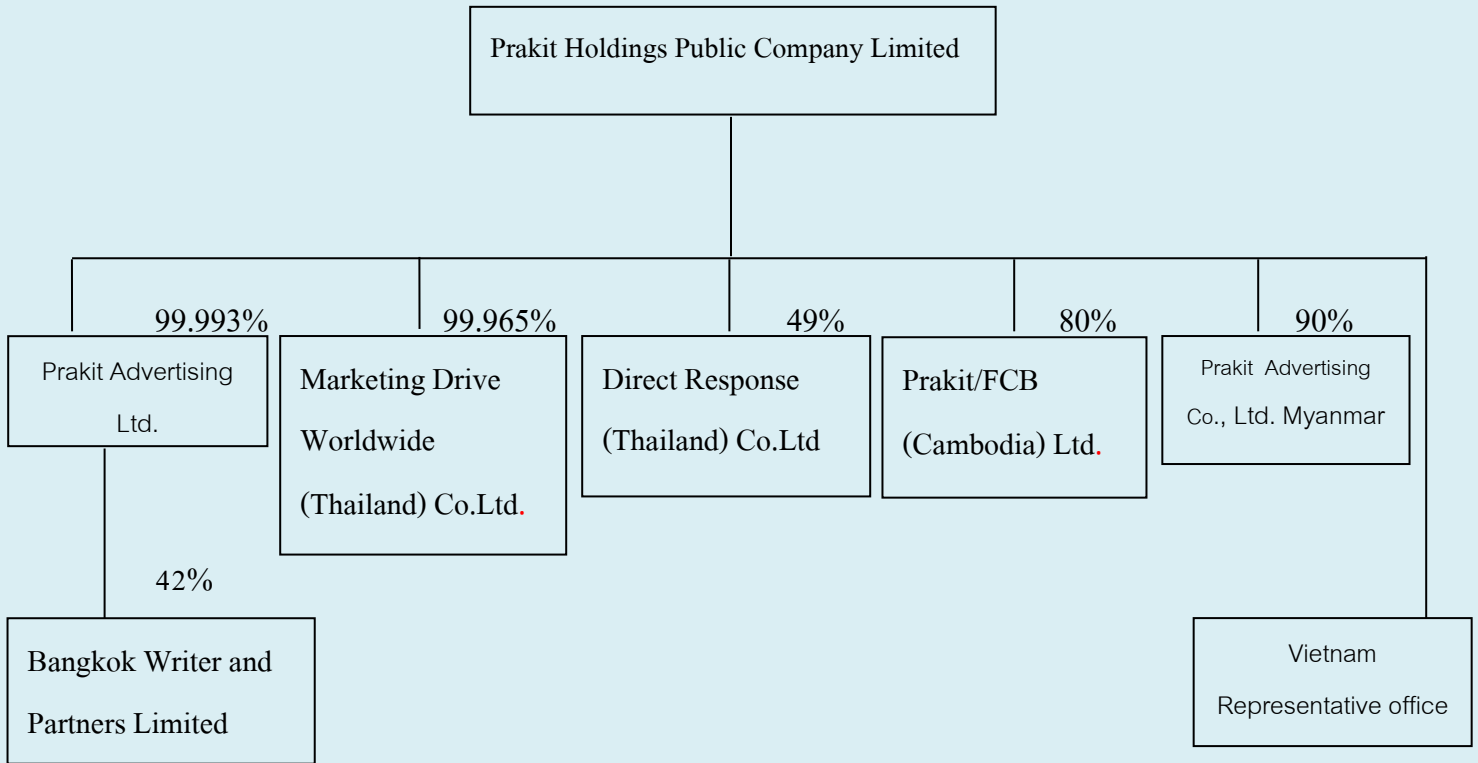 Prakit Holdings Public Company Limited
99.993%
99.965%
49%
80%
90%
Prakit Advertising
Ltd.
Marketing Drive
Worldwide
(Thailand) Co.Ltd.
Direct Response
(Thailand) Co.Ltd
Prakit/FCB
(Cambodia) Ltd.
Prakit Advertising
Co., Ltd. Myanmar
42%
Bangkok Writer and
Partners Limited
Vietnam
Representative office